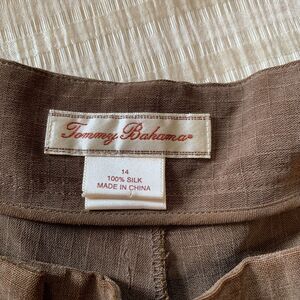 Tommy Bahama®
14
100% SILK
MADE IN CHINA